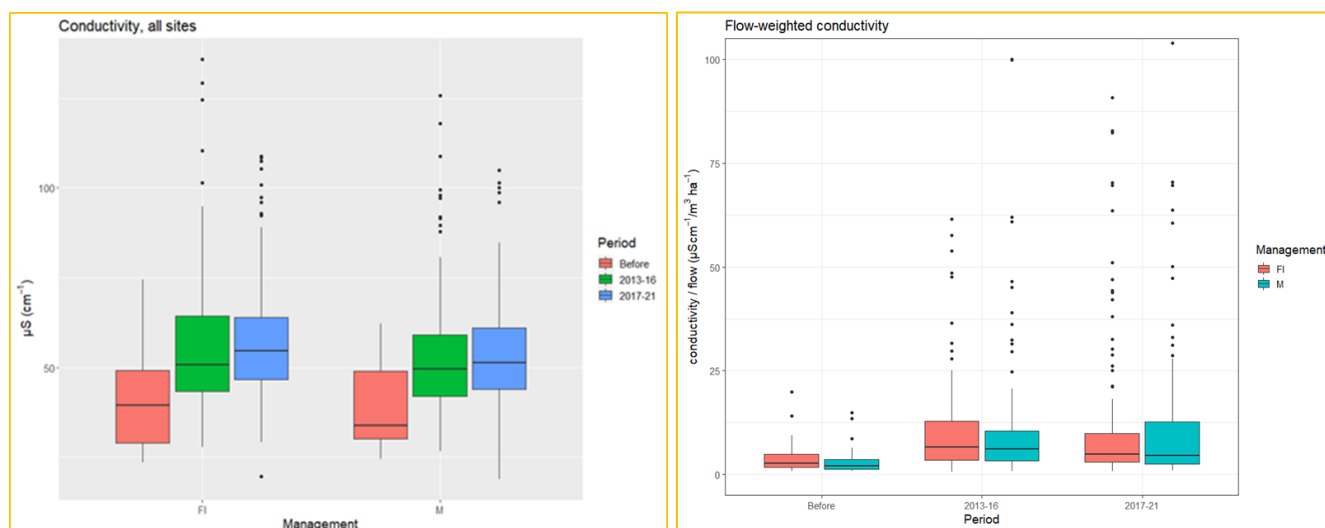 Conductivity, all sites
100
50
µS (cm⁻¹)
FI
M
Management
Period
Before
2013-16
2017-21
Flow-weighted conductivity
100
75
50
25
0
conductivity / flow (µScm⁻¹/m³ ha⁻¹)
Before
2013-16
2017-21
Period
Management
FI
M